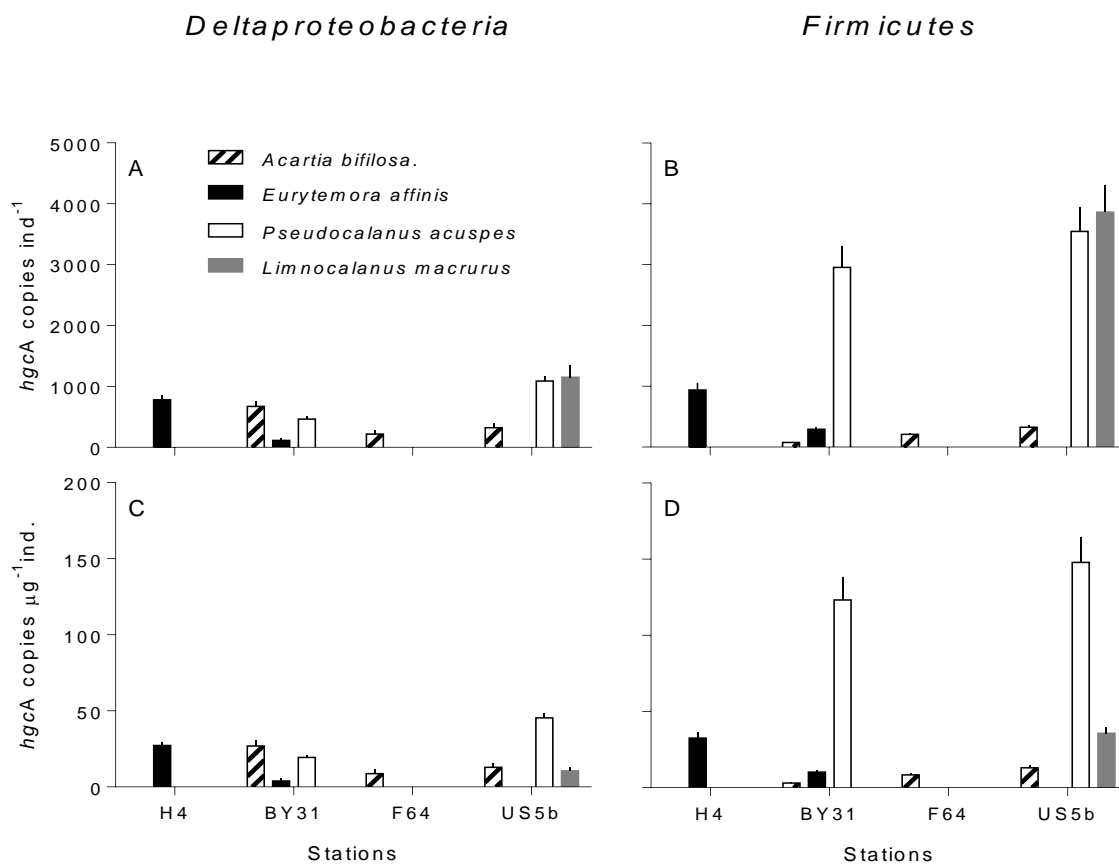 Deltaproteobacteria
Firmicutes
A
Acartia bifilosa.
Eurytemora affinis
Pseudocalanus acuspes
Limnocalanus macrurus
hgcA copies ind⁻¹
5000
4000
3000
2000
1000
0
B
C
hgcA copies µg⁻¹ind.
200
150
100
50
0
H4 BY31 F64 US5b
Stations
D
H4 BY31 F64 US5b
Stations